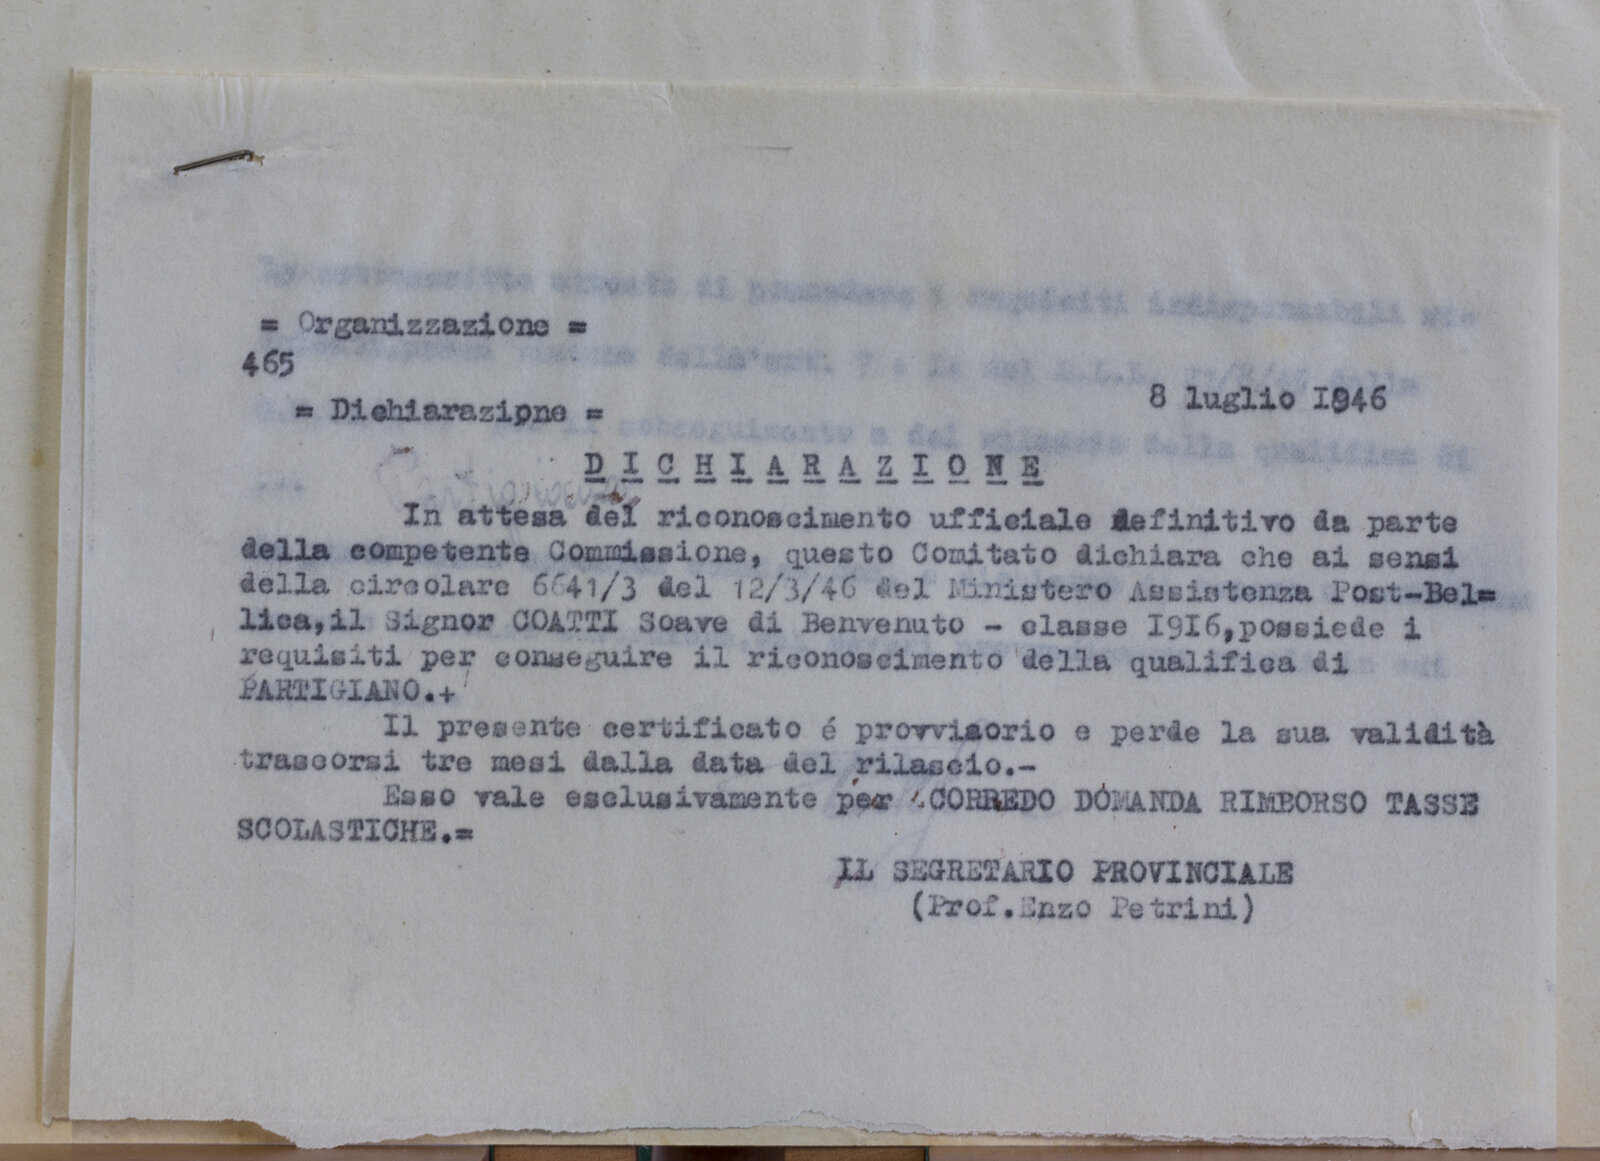 = Organizzazione =
465
= Dichiarazione =
8 luglio 1946
DICHIARAZIONE
In attesa del riconoscimento ufficiale definitivo da parte
della competente Commissione, questo Comitato dichiara che ai sensi
della circolare 6641/3 del 12/3/46 del Ministero Assistenza Post-Bel=
lica,il Signor COATTI Soave di Benvenuto - classe 1916,possiede i
requisiti per conseguire il riconoscimento della qualifica di
PARTIGIANO.+
Il presente certificato é provvisorio e perde la sua validità
trascorsi tre mesi dalla data del rilascio.-
Esso vale esclusivamente per CORREDO DOMANDA RIMBORSO TASSE
SCOLASTICHE.=
IL SEGRETARIO PROVINCIALE
(Prof.Enzo Petrini)